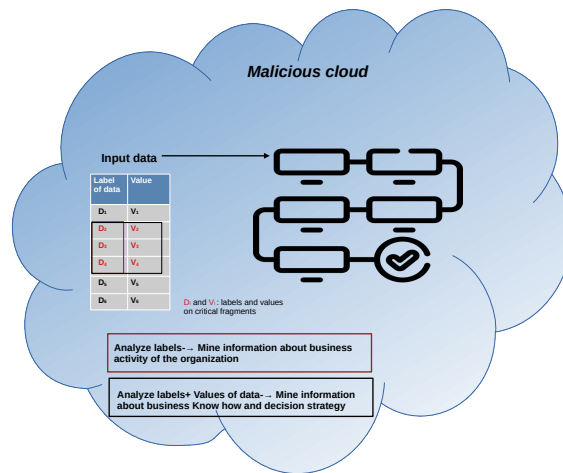 Malicious cloud
Input data
Label of data Value
D₁ V₁
D₂ V₂
D₃ V₃
D₄ V₄
D₅ V₅
D₆ V₆
Dᵢ and Vᵢ : labels and values
on critical fragments
Analyze labels-→ Mine information about business
activity of the organization
Analyze labels+ Values of data-→ Mine information
about business Know how and decision strategy